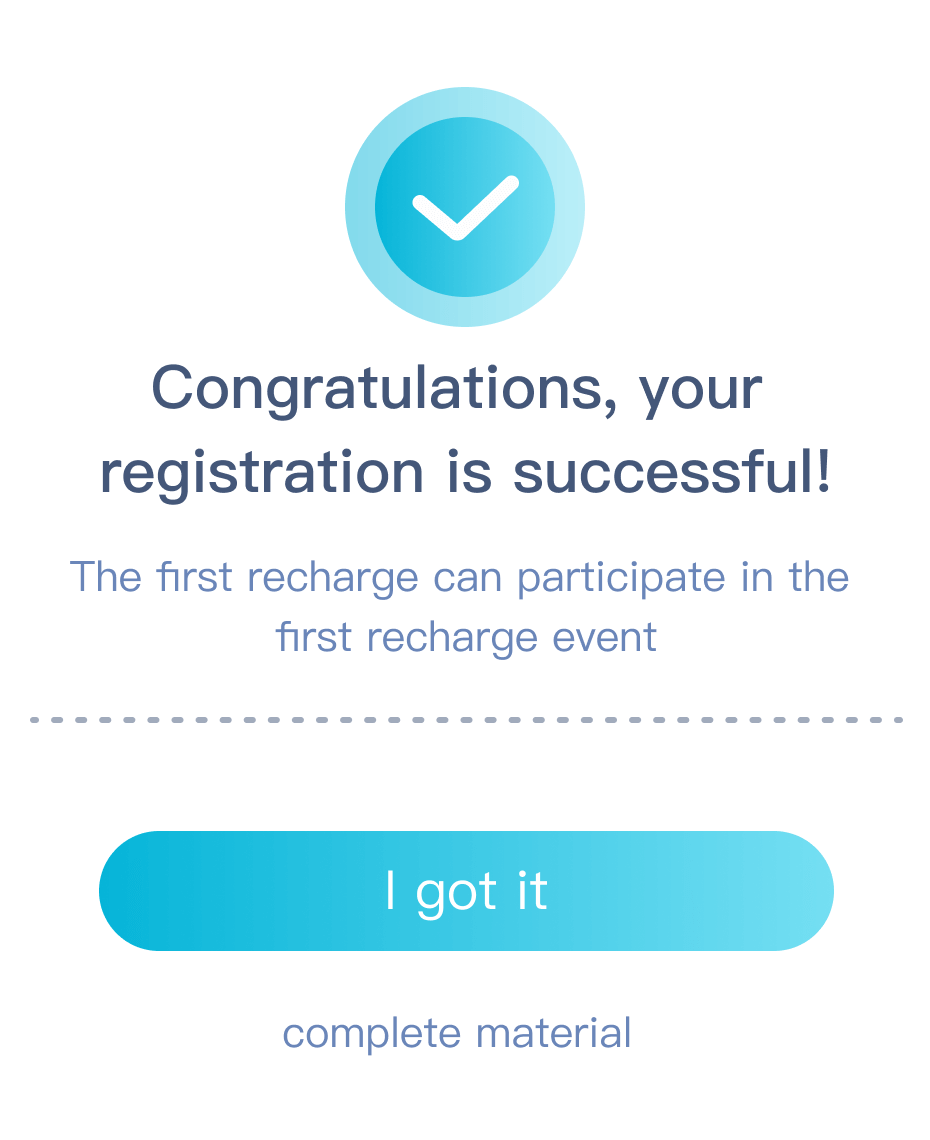 Congratulations, your
registration is successful!
The first recharge can participate in the
first recharge event
I got it
complete material